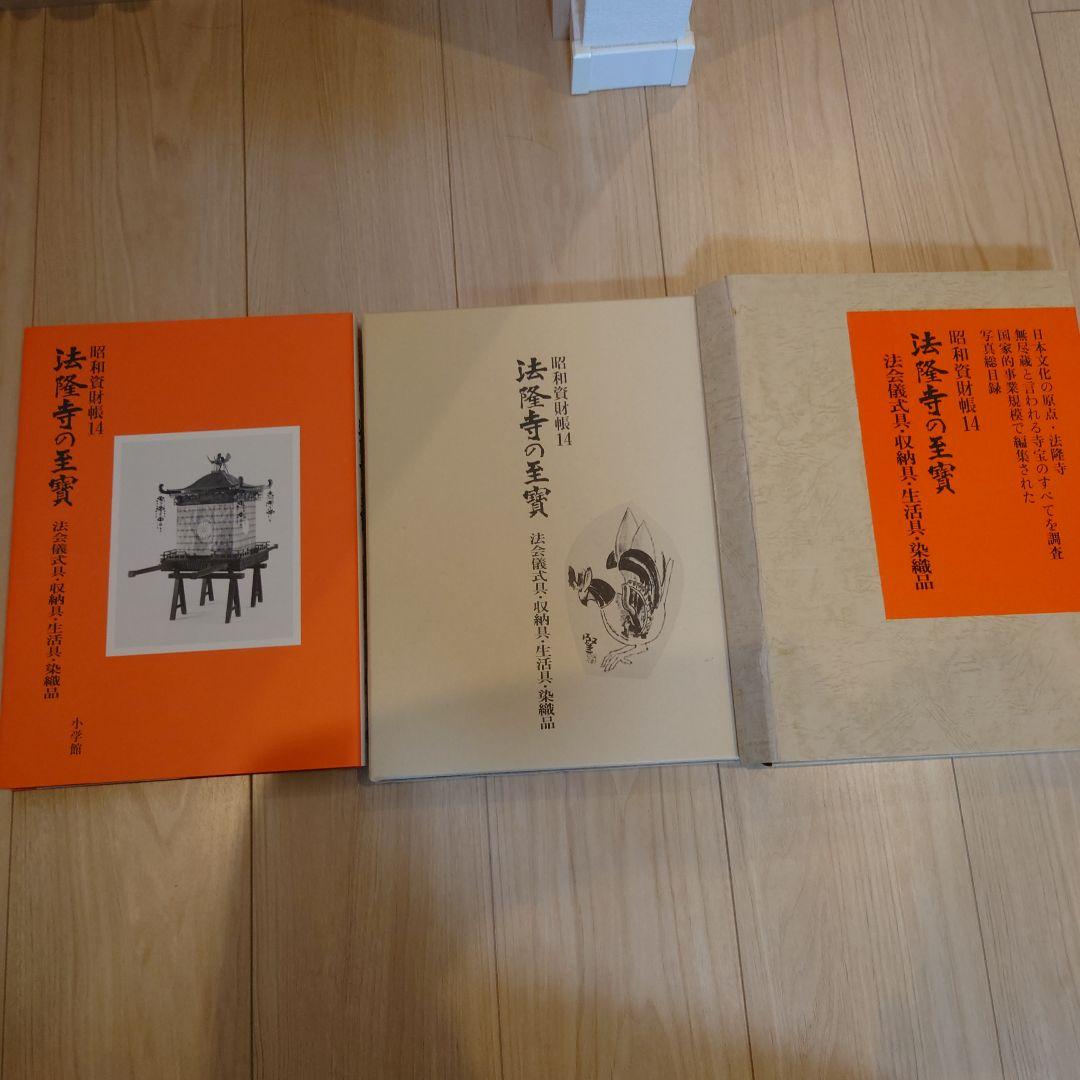 昭和資財帳14
法隆寺の至寳
法会儀式具・収納具・生活具・染織品
小学館
昭和資財帳14
法隆寺の至寳
法会儀式具・収納具・生活具・染織品
日本文化の原点・法隆寺
無尽蔵と言われる寺宝のすべてを調査
国家的事業規模で編集された
写真総目録
昭和資財帳14
法隆寺の至寳
法会儀式具・収納具・生活具・染織品